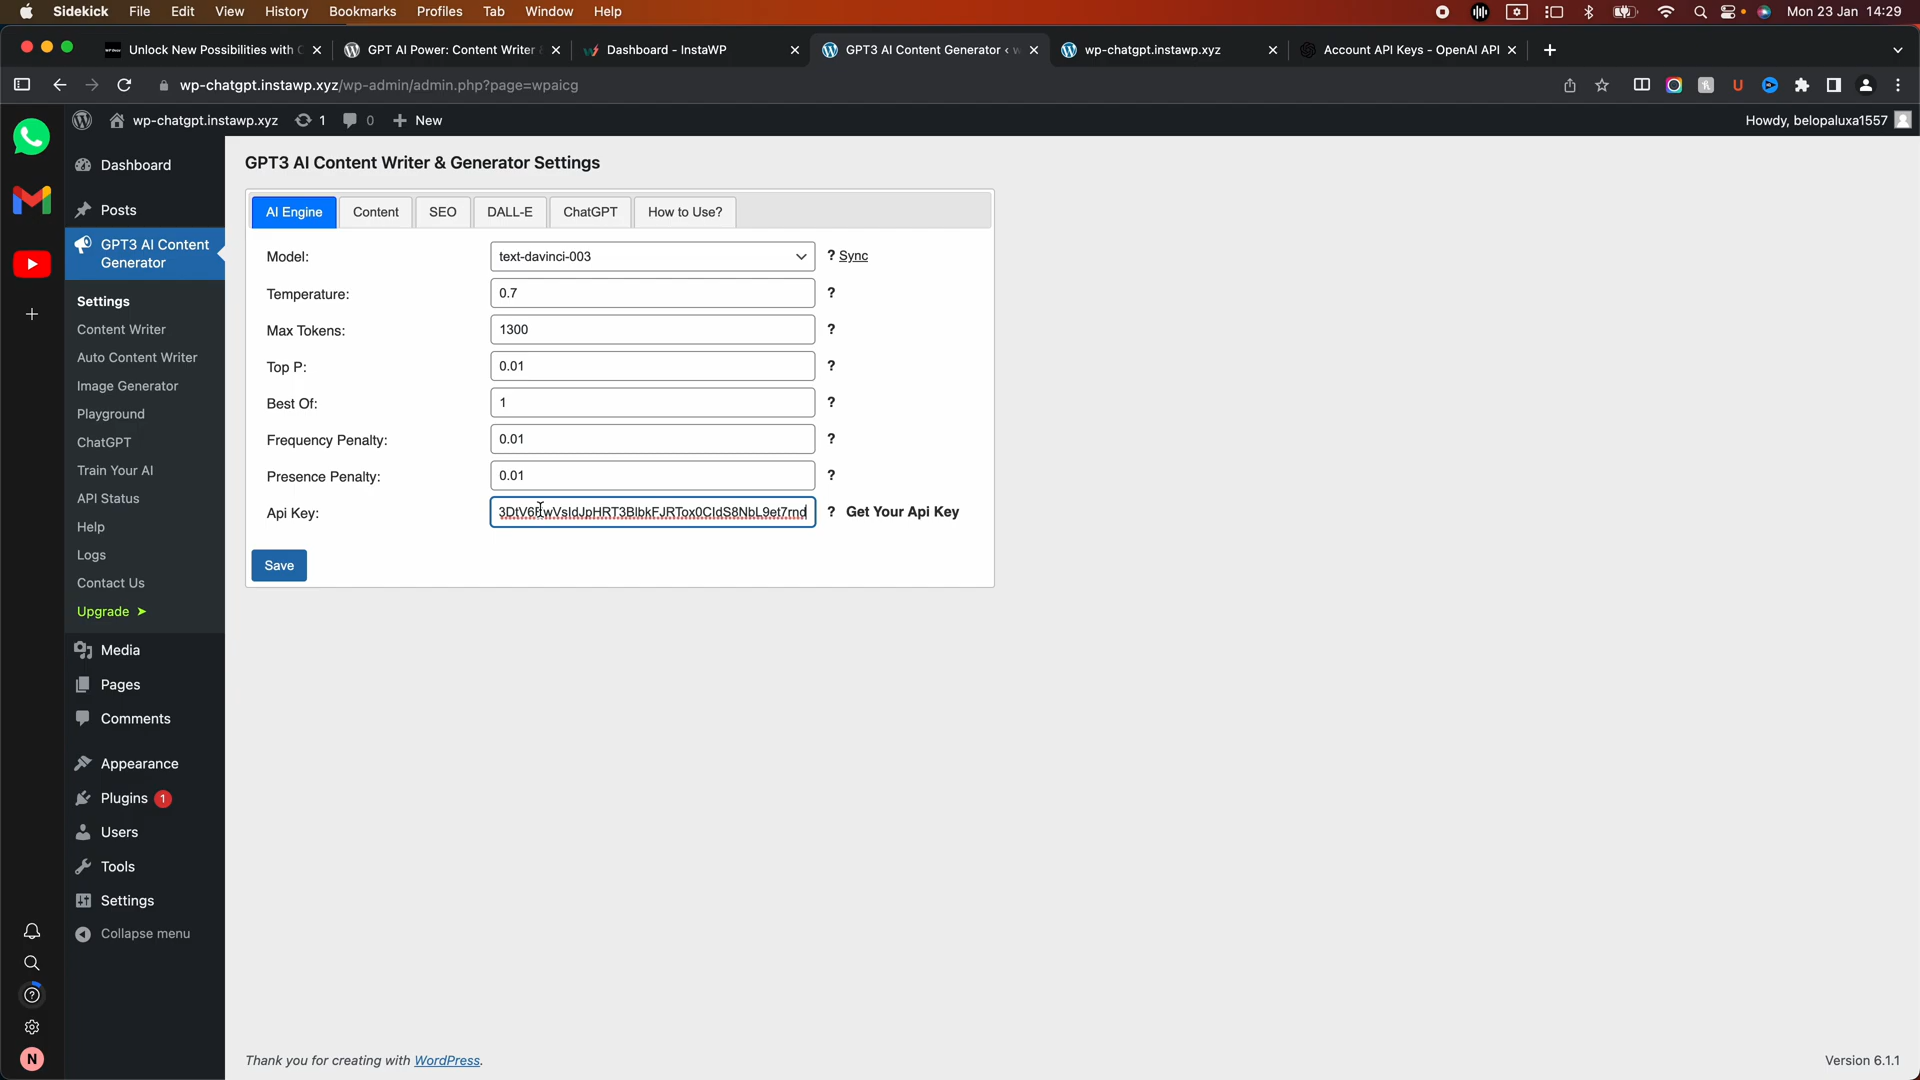 Sidekick File Edit View History Bookmarks Profiles Tab Window Help Mon 23 Jan 14:29
Unlock New Possibilities with GPT AI Power: Content Writer & Dashboard - InstaWP GPT3 AI Content Generator ‹ w wp-chatgpt.instawp.xyz Account API Keys - OpenAI API
wp-chatgpt.instawp.xyz/wp-admin/admin.php?page=wpaicg
wp-chatgpt.instawp.xyz 1 0 New Howdy, belopaluxa1557
Dashboard
Posts
GPT3 AI Content
Generator
Settings
Content Writer
Auto Content Writer
Image Generator
Playground
ChatGPT
Train Your AI
API Status
Help
Logs
Contact Us
Upgrade ➤
Media
Pages
Comments
Appearance
Plugins 1
Users
Tools
Settings
Collapse menu
N
GPT3 AI Content Writer & Generator Settings
AI Engine Content SEO DALL-E ChatGPT How to Use?
Model: text-davinci-003 ? Sync
Temperature: 0.7 ?
Max Tokens: 1300 ?
Top P: 0.01 ?
Best Of: 1 ?
Frequency Penalty: 0.01 ?
Presence Penalty: 0.01 ?
Api Key: ? Get Your Api Key
Save
Thank you for creating with WordPress. Version 6.1.1